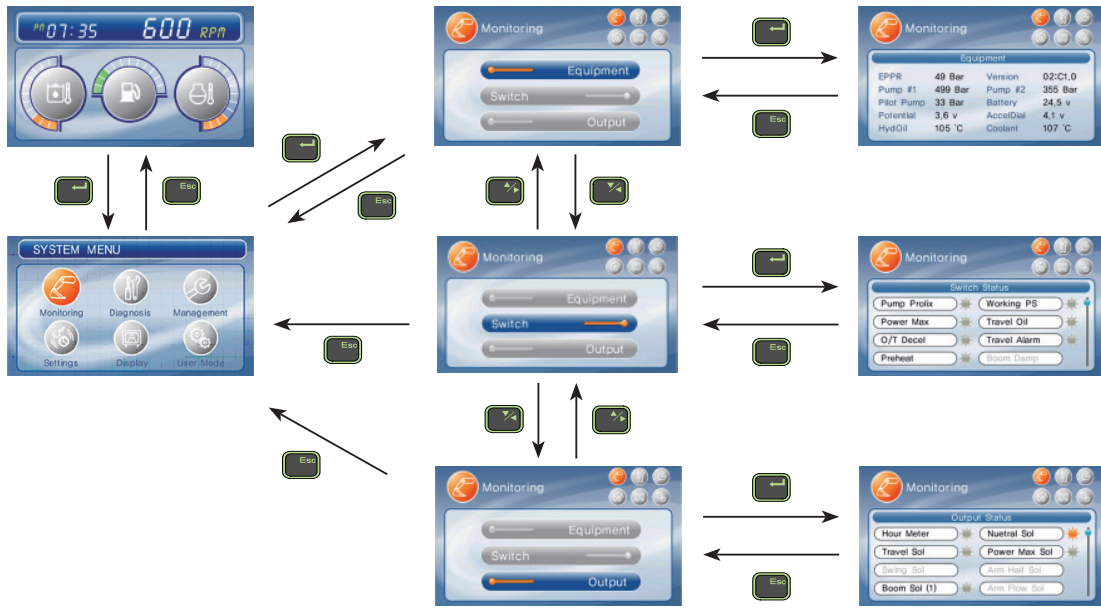 PM 07:35 600 RPM
Monitoring
Equipment
Switch
Output
Monitoring
Equipment
EPPR 49 Bar Version 02:C1.0
Pump #1 499 Bar Pump #2 355 Bar
Pilot Pump 33 Bar Battery 24,5 v
Potential 3,6 v AccelDial 4,1 v
HydOil 105 ℃ Coolant 107 ℃
Esc
Esc
Esc
SYSTEM MENU
Monitoring Diagnosis Management
Settings Display User Mode
Monitoring
Equipment
Switch
Output
Monitoring
Switch Status
Pump Prolix Working PS
Power Max Travel Oil
O/T Decel Travel Alarm
Preheat Boom Damp
Esc
Esc
Esc
Monitoring
Equipment
Switch
Output
Monitoring
Output Status
Hour Meter Nuetral Sol
Travel Sol Power Max Sol
Swing Sol Arm Half Sol
Boom Sol (1) Arm Flow Sol
Esc